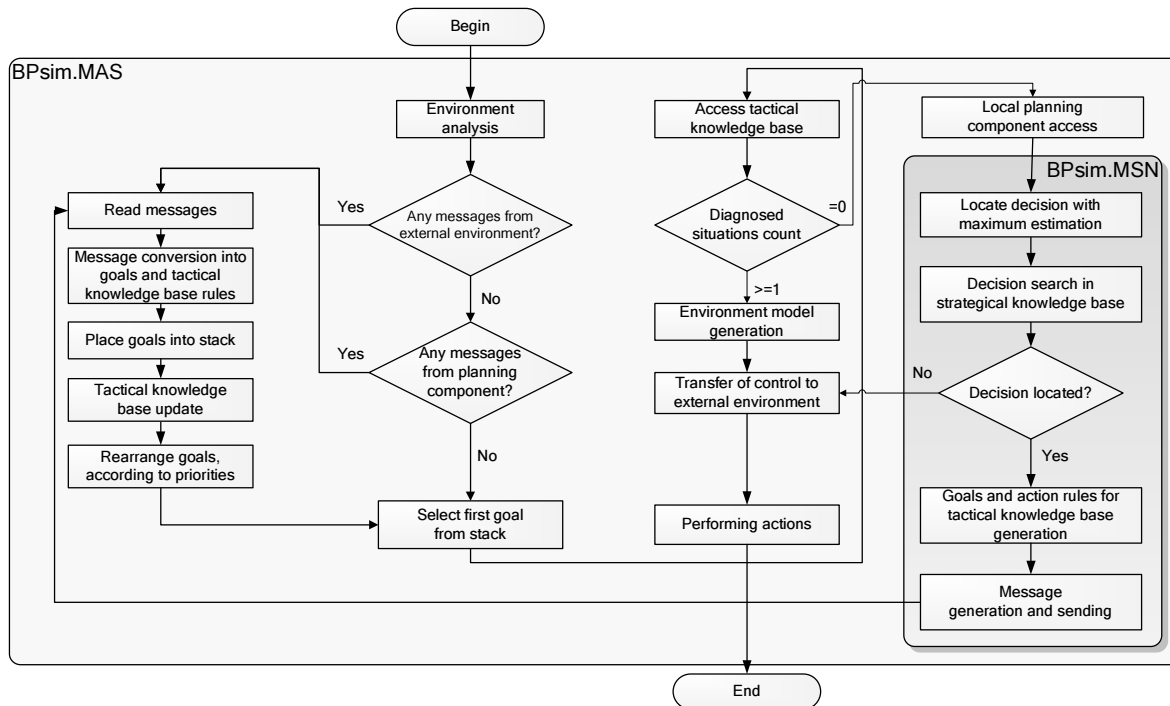 Begin
BPsim.MAS
Environment
analysis
Any messages from
external environment?
Yes
No
Any messages
from planning
component?
Yes
No
Read messages
Message conversion into
goals and tactical
knowledge base rules
Place goals into stack
Tactical knowledge
base update
Rearrange goals,
according to priorities
Select first goal
from stack
Access tactical
knowledge base
Diagnosed
situations count
=0
>=1
Environment model
generation
Transfer of control to
external environment
Performing actions
Local planning
component access
BPsim.MSN
Locate decision with
maximum estimation
Decision search in
strategical knowledge base
Decision located?
No
Yes
Goals and action rules for
tactical knowledge base
generation
Message
generation and sending
End